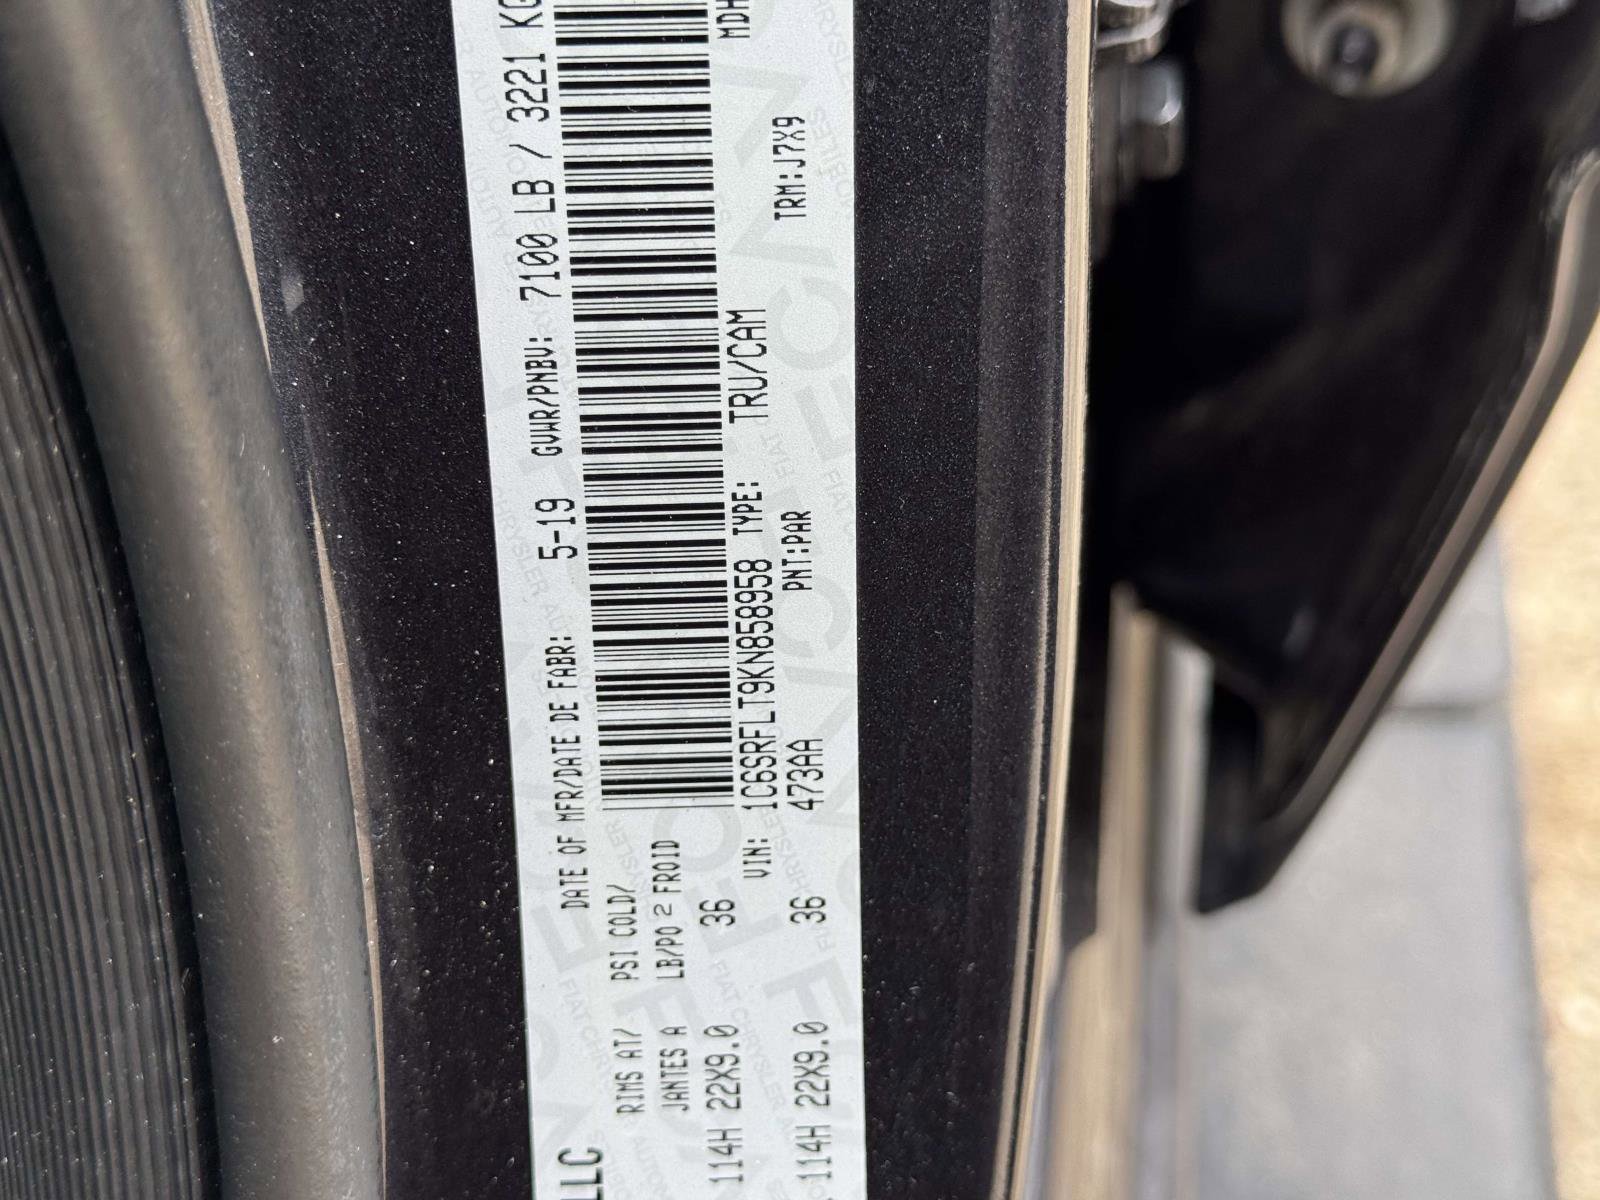 LLC
DATE OF MFR/DATE DE FABR: 5-19 GVWR/PNBV: 7100 LB / 3221 KG
RIMS AT/ PSI COLD/
JANTES A LB/PO 2 FROID
114H 22X9.0 36
114H 22X9.0 36
VIN: 1C6SRFLT9KN858958 TYPE: TRU/CAM
473AA PNT:PAR TRM:J7X9